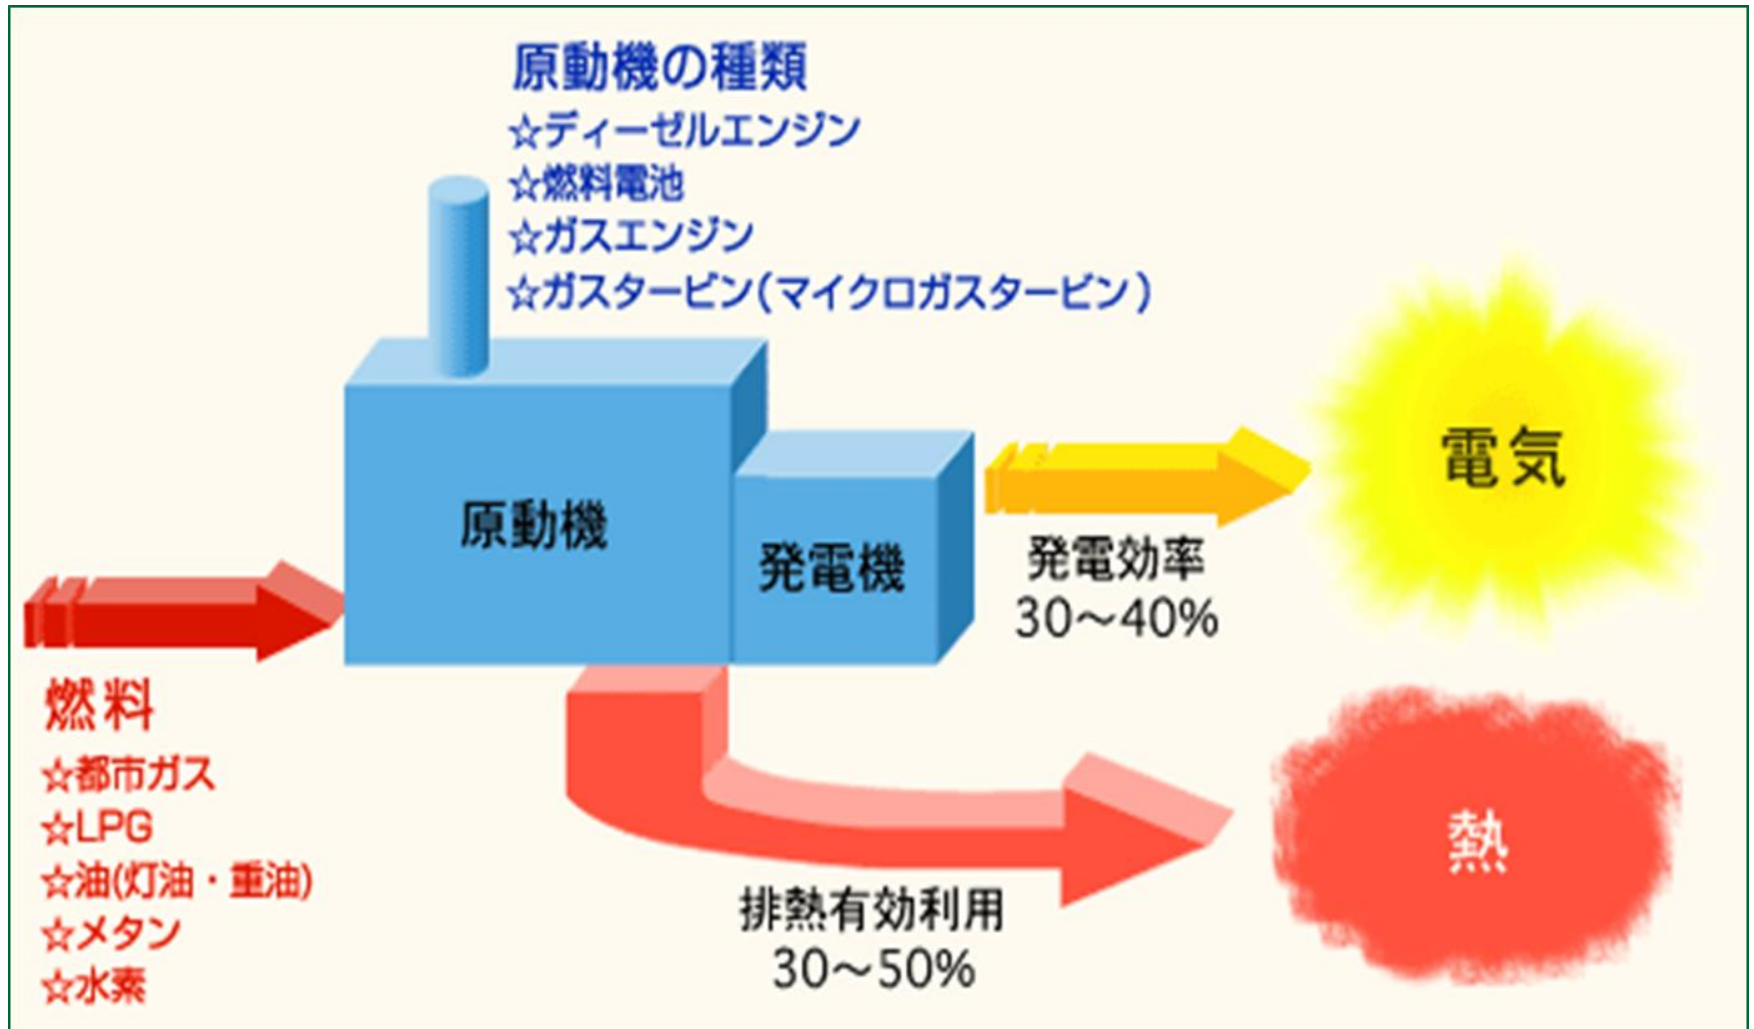 原動機の種類
☆ディーゼルエンジン
☆燃料電池
☆ガスエンジン
☆ガスタービン(マイクロガスタービン)
原動機
発電機
発電効率
30～40%
電気
燃料
☆都市ガス
☆LPG
☆油(灯油・重油)
☆メタン
☆水素
排熱有効利用
30～50%
熱